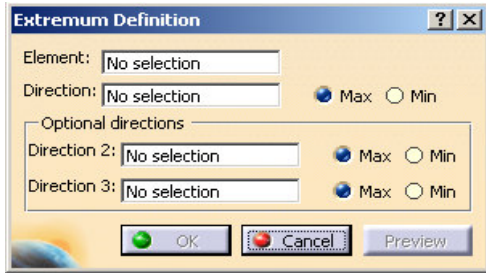 Extremum Definition
Element: No selection
Direction: No selection Max Min
Optional directions
Direction 2: No selection Max Min
Direction 3: No selection Max Min
OK Cancel Preview